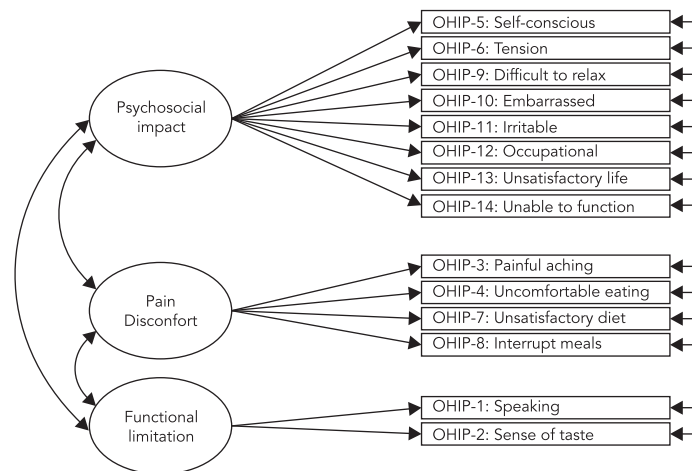 OHIP-5: Self-conscious
OHIP-6: Tension
OHIP-9: Difficult to relax
Psychosocial
impact
OHIP-10: Embarrassed
OHIP-11: Irritable
OHIP-12: Occupational
OHIP-13: Unsatisfactory life
OHIP-14: Unable to function
OHIP-3: Painful aching
OHIP-4: Uncomfortable eating
Pain
Disconfort
OHIP-7: Unsatisfactory diet
OHIP-8: Interrupt meals
Functional
limitation
OHIP-1: Speaking
OHIP-2: Sense of taste